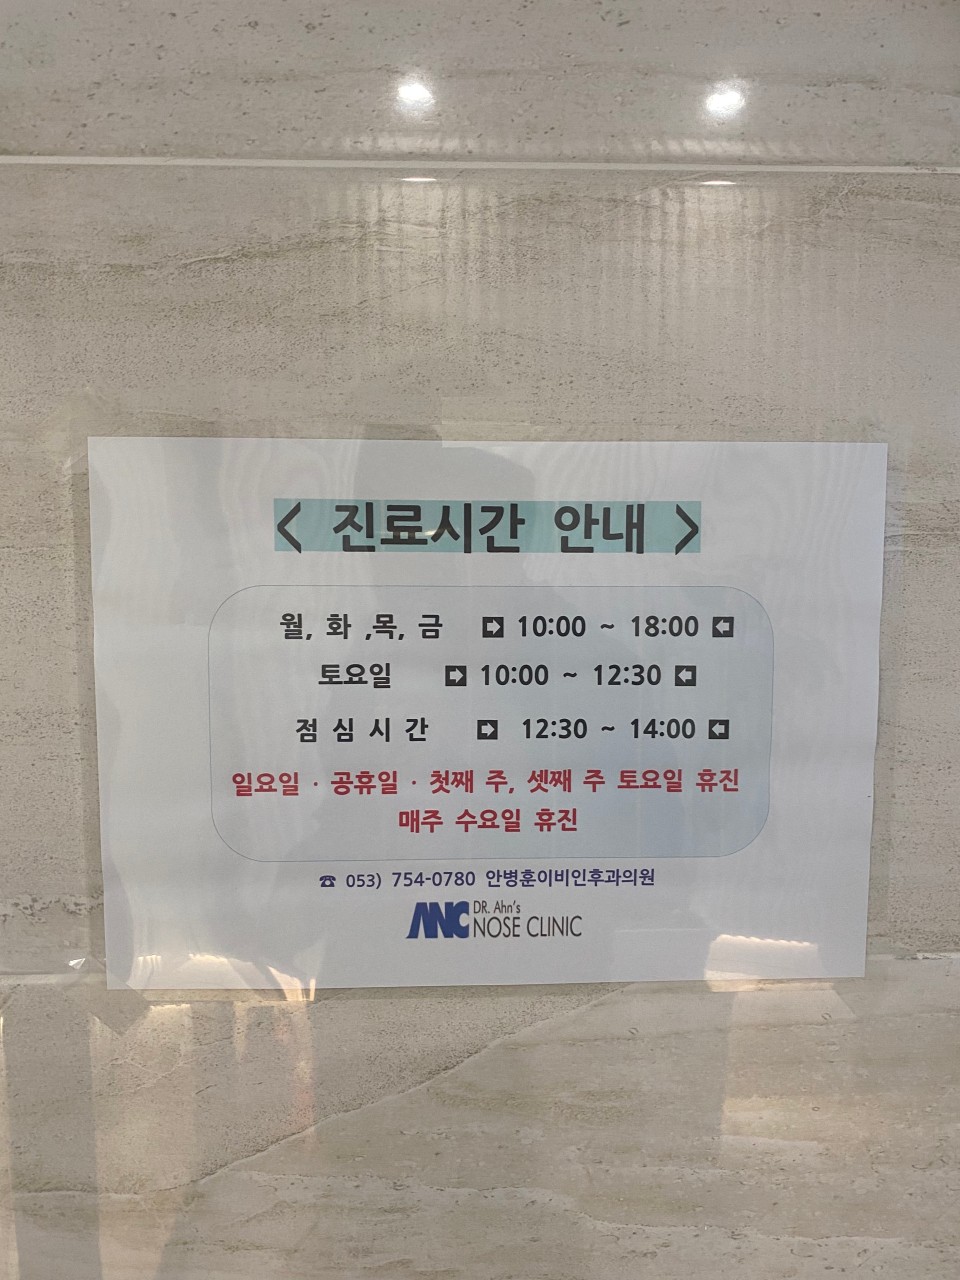 < 진료시간 안내 >
월, 화 ,목, 금 ➡ 10:00 ~ 18:00 ⬅
토요일 ➡ 10:00 ~ 12:30 ⬅
점 심 시 간 ➡ 12:30 ~ 14:00 ⬅
일요일 · 공휴일 · 첫째 주, 셋째 주 토요일 휴진
매주 수요일 휴진
☎ 053) 754-0780 안병훈이비인후과의원
ANC DR. Ahn's
NOSE CLINIC